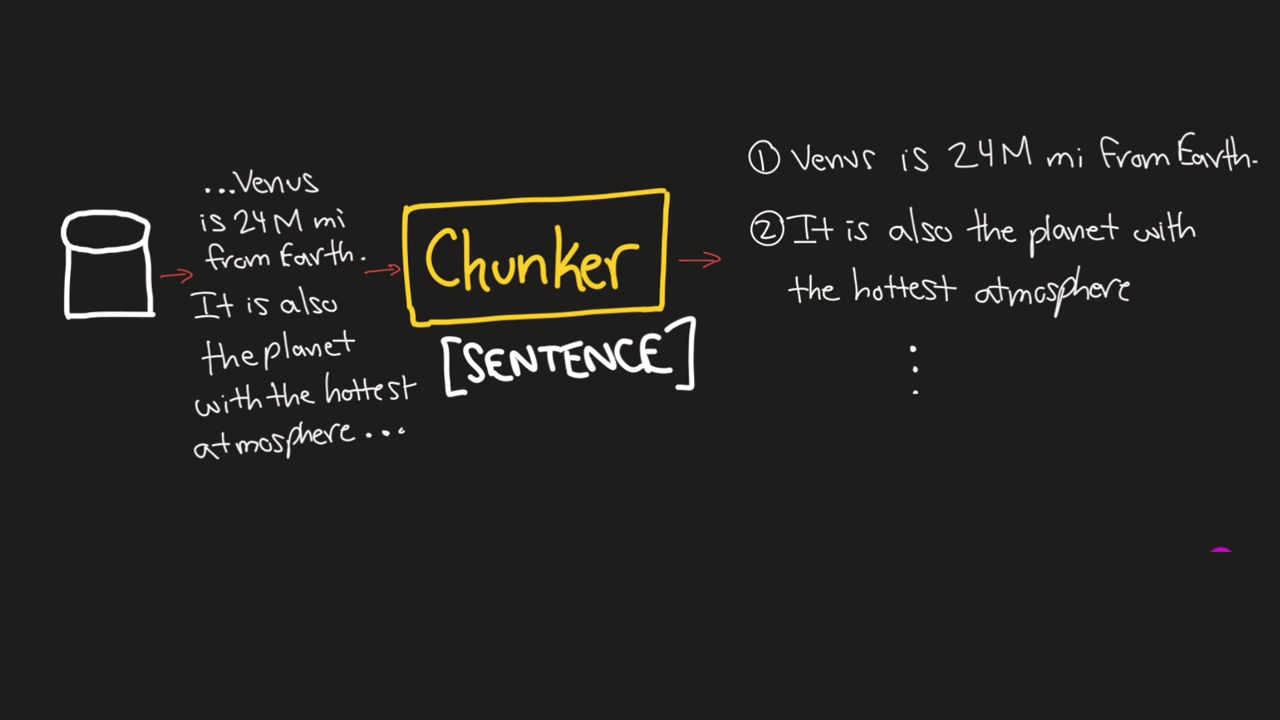 ...Venus
is 24M mi
from Earth.
It is also
the planet
with the hottest
atmosphere...
Chunker
[SENTENCE]
① Venus is 24M mi from Earth.
② It is also the planet with
the hottest atmosphere